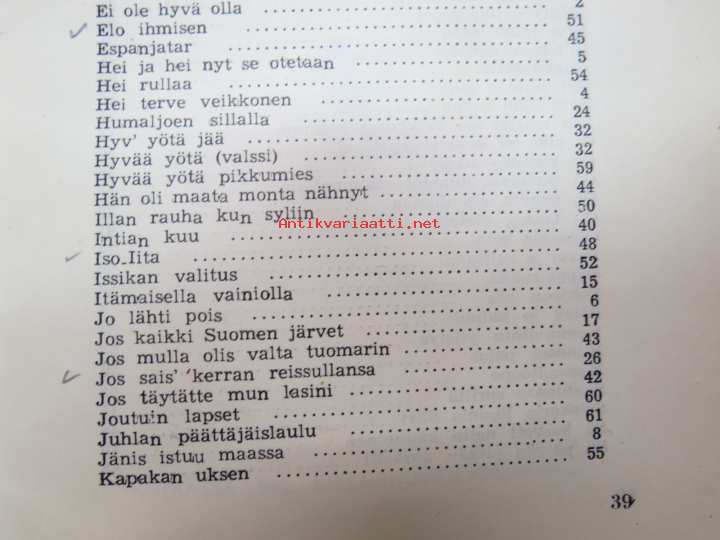 Ei ole hyvä olla ........ 2
Elo ihmisen ........ 51
Espanjatar ........ 45
Hei ja hei nyt se otetaan ........ 5
Hei rullaa ........ 54
Hei terve veikkonen ........ 4
Humaljoen sillalla ........ 24
Hyv' yötä jää ........ 32
Hyvää yötä (valssi) ........ 32
Hyvää yötä pikkumies ........ 59
Hän oli maata monta nähnyt ........ 44
Illan rauha kun syliin ........ 50
Antikvariaatti.net
Intian kuu ........ 40
Iso-Iita ........ 48
Issikan valitus ........ 52
Itämaisella vainiolla ........ 15
Jo lähti pois ........ 6
Jos kaikki Suomen järvet ........ 17
Jos mulla olis valta tuomarin ........ 43
Jos sais' 'kerran reissullansa ........ 26
Jos täytätte mun lasini ........ 42
Joutuin lapset ........ 60
Juhlan päättäjäislaulu ........ 61
Jänis istuu maassa ........ 8
Kapakan uksen ........ 55
39